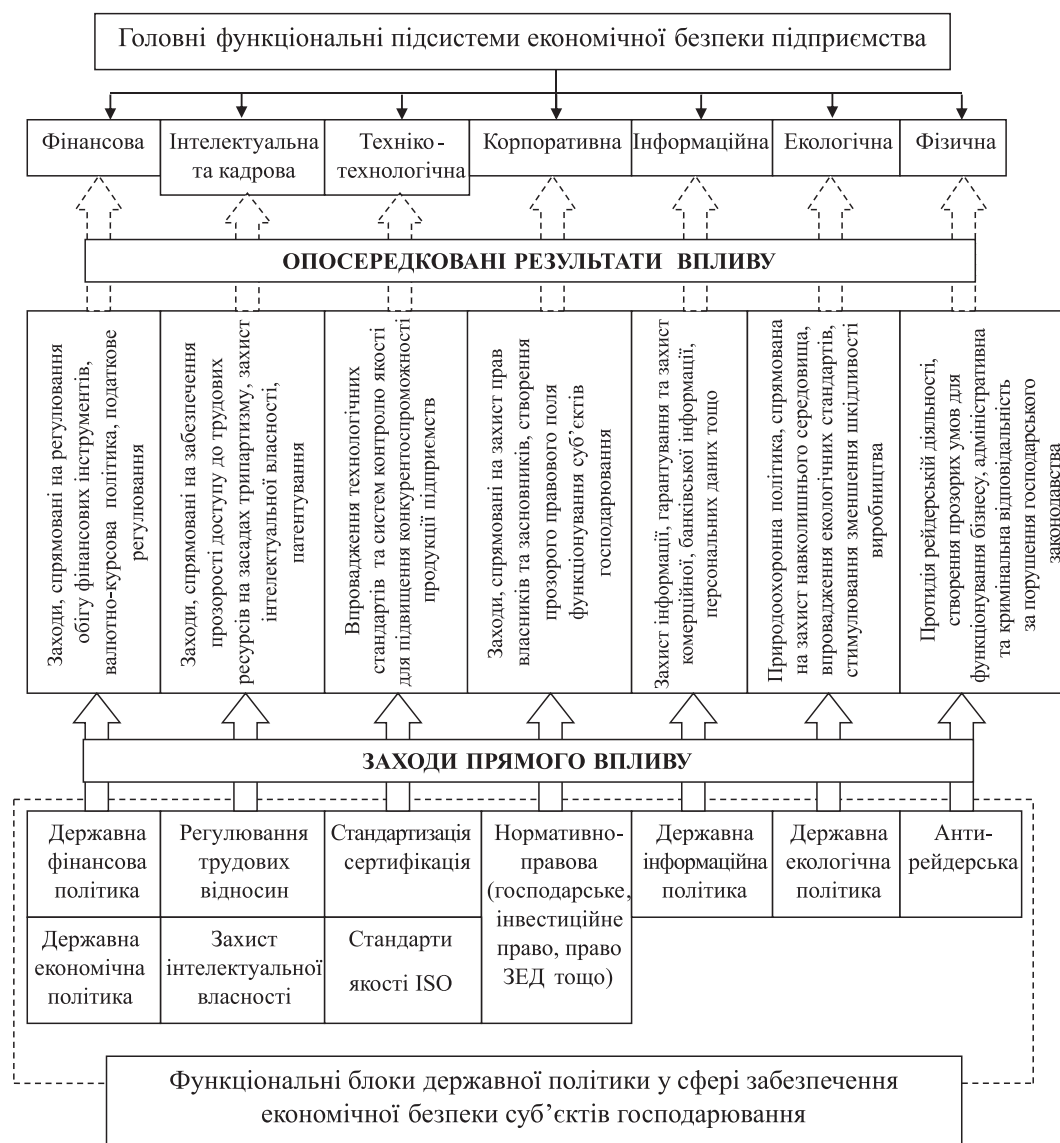 Головні функціональні підсистеми економічної безпеки підприємства
Фінансова
Інтелектуальна
та кадрова
Техніко-
технологічна
Корпоративна
Інформаційна
Екологічна
Фізична
ОПОСЕРЕДКОВАНІ РЕЗУЛЬТАТИ ВПЛИВУ
Заходи, спрямовані на регулювання
обігу фінансових інструментів,
валютно-курсова політика, податкове
регулювання
Заходи, спрямовані на забезпечення
прозорості доступу до трудових
ресурсів на засадах трипартизму, захист
інтелектуальної власності,
патентування
Впровадження технологічних
стандартів та систем контролю якості
для підвищення конкурентоспроможності
продукції підприємств
Заходи, спрямовані на захист прав
власників та засновників, створення
прозорого правового поля
функціонування суб’єктів
господарювання
Захист інформації, гарантування та захист
комерційної, банківської інформації,
персональних даних тощо
Природоохоронна політика, спрямована
на захист навколишнього середовища,
впровадження екологічних стандартів,
стимулювання зменшення шкідливості
виробництва
Протидія рейдерській діяльності,
створення прозорих умов для
функціонування бізнесу, адміністративна
та кримінальна відповідальність
за порушення господарського
законодавства
ЗАХОДИ ПРЯМОГО ВПЛИВУ
Державна
фінансова
політика
Регулювання
трудових
відносин
Стандартизація
сертифікація
Нормативно-
правова
(господарське,
інвестиційне
право, право
ЗЕД тощо)
Державна
інформаційна
політика
Державна
екологічна
політика
Анти-
рейдерська
Державна
економічна
політика
Захист
інтелектуальної
власності
Стандарти
якості ISO
Функціональні блоки державної політики у сфері забезпечення
економічної безпеки суб’єктів господарювання